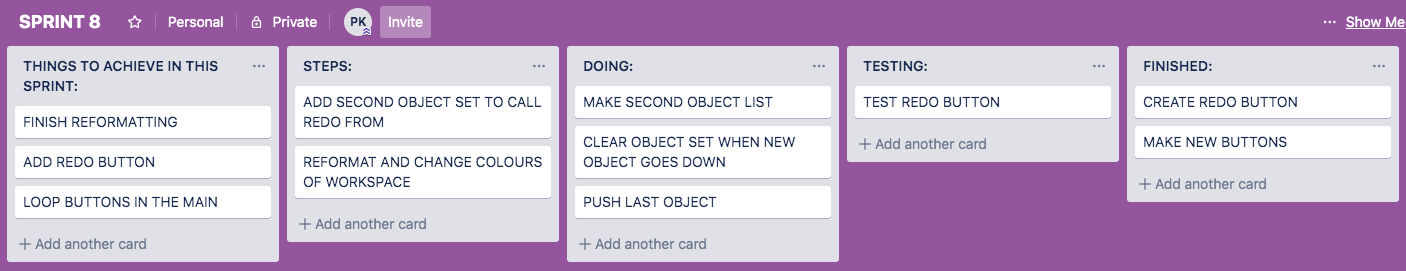 SPRINT 8
Personal
Private
PK
Invite
... Show Me
THINGS TO ACHIEVE IN THIS
SPRINT:
FINISH REFORMATTING
ADD REDO BUTTON
LOOP BUTTONS IN THE MAIN
+ Add another card
STEPS:
ADD SECOND OBJECT SET TO CALL
REDO FROM
REFORMAT AND CHANGE COLOURS
OF WORKSPACE
+ Add another card
DOING:
MAKE SECOND OBJECT LIST
CLEAR OBJECT SET WHEN NEW
OBJECT GOES DOWN
PUSH LAST OBJECT
+ Add another card
TESTING:
TEST REDO BUTTON
+ Add another card
FINISHED:
CREATE REDO BUTTON
MAKE NEW BUTTONS
+ Add another card